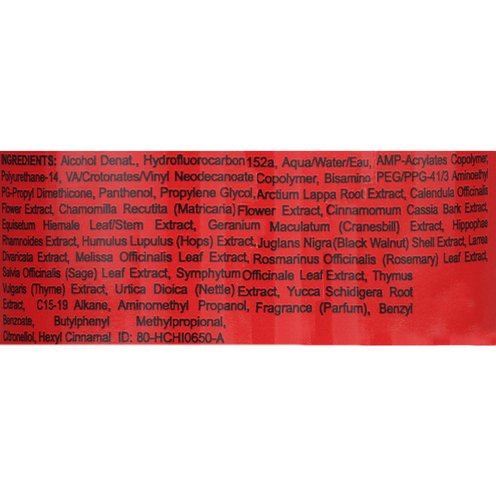 INGREDIENTS: Alcohol Denat., Hydrofluorocarbon 152a, Aqua/Water/Eau, AMP-Acrylates Copolymer,
Polyurethane-14, VA/Crotonates/Vinyl Neodecanoate Copolymer, Bisamino PEG/PPG-41/3 Aminoethyl
PG-Propyl Dimethicone, Panthenol, Propylene Glycol, Arctium Lappa Root Extract, Calendula Officinalis
Flower Extract, Chamomilla Recutita (Matricaria) Flower Extract, Cinnamomum Cassia Bark Extract,
Equisetum Hiemale Leaf/Stem Extract, Geranium Maculatum (Cranesbill) Extract, Hippophae
Rhamnoides Extract, Humulus Lupulus (Hops) Extract, Juglans Nigra (Black Walnut) Shell Extract, Larrea
Divaricata Extract, Melissa Officinalis Leaf Extract, Rosmarinus Officinalis (Rosemary) Leaf Extract,
Salvia Officinalis (Sage) Leaf Extract, Symphytum Officinale Leaf Extract, Thymus
Vulgaris (Thyme) Extract, Urtica Dioica (Nettle) Extract, Yucca Schidigera Root
Extract, C15-19 Alkane, Aminomethyl Propanol, Fragrance (Parfum), Benzyl
Benzoate, Butylphenyl Methylpropional,
Citronellol, Hexyl Cinnamal ID: 80-HCHI0650-A